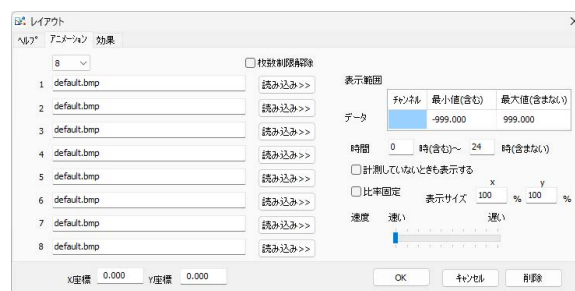 レイアウト
ﾍﾙﾌﾟ ｱﾆﾒｰｼｮﾝ 効果
8 枚数制限解除
1 default.bmp 読み込み>>
2 default.bmp 読み込み>>
3 default.bmp 読み込み>>
4 default.bmp 読み込み>>
5 default.bmp 読み込み>>
6 default.bmp 読み込み>>
7 default.bmp 読み込み>>
8 default.bmp 読み込み>>
X座標 0.000 Y座標 0.000
表示範囲
ﾁｬﾝﾈﾙ 最小値(含む) 最大値(含まない)
データ -999.000 999.000
時間 0 時(含む)～ 24 時(含まない)
計測していないときも表示する
比率固定 表示サイズ x 100 % y 100 %
速度 速い 遅い
OK ｷｬﾝｾﾙ 削除